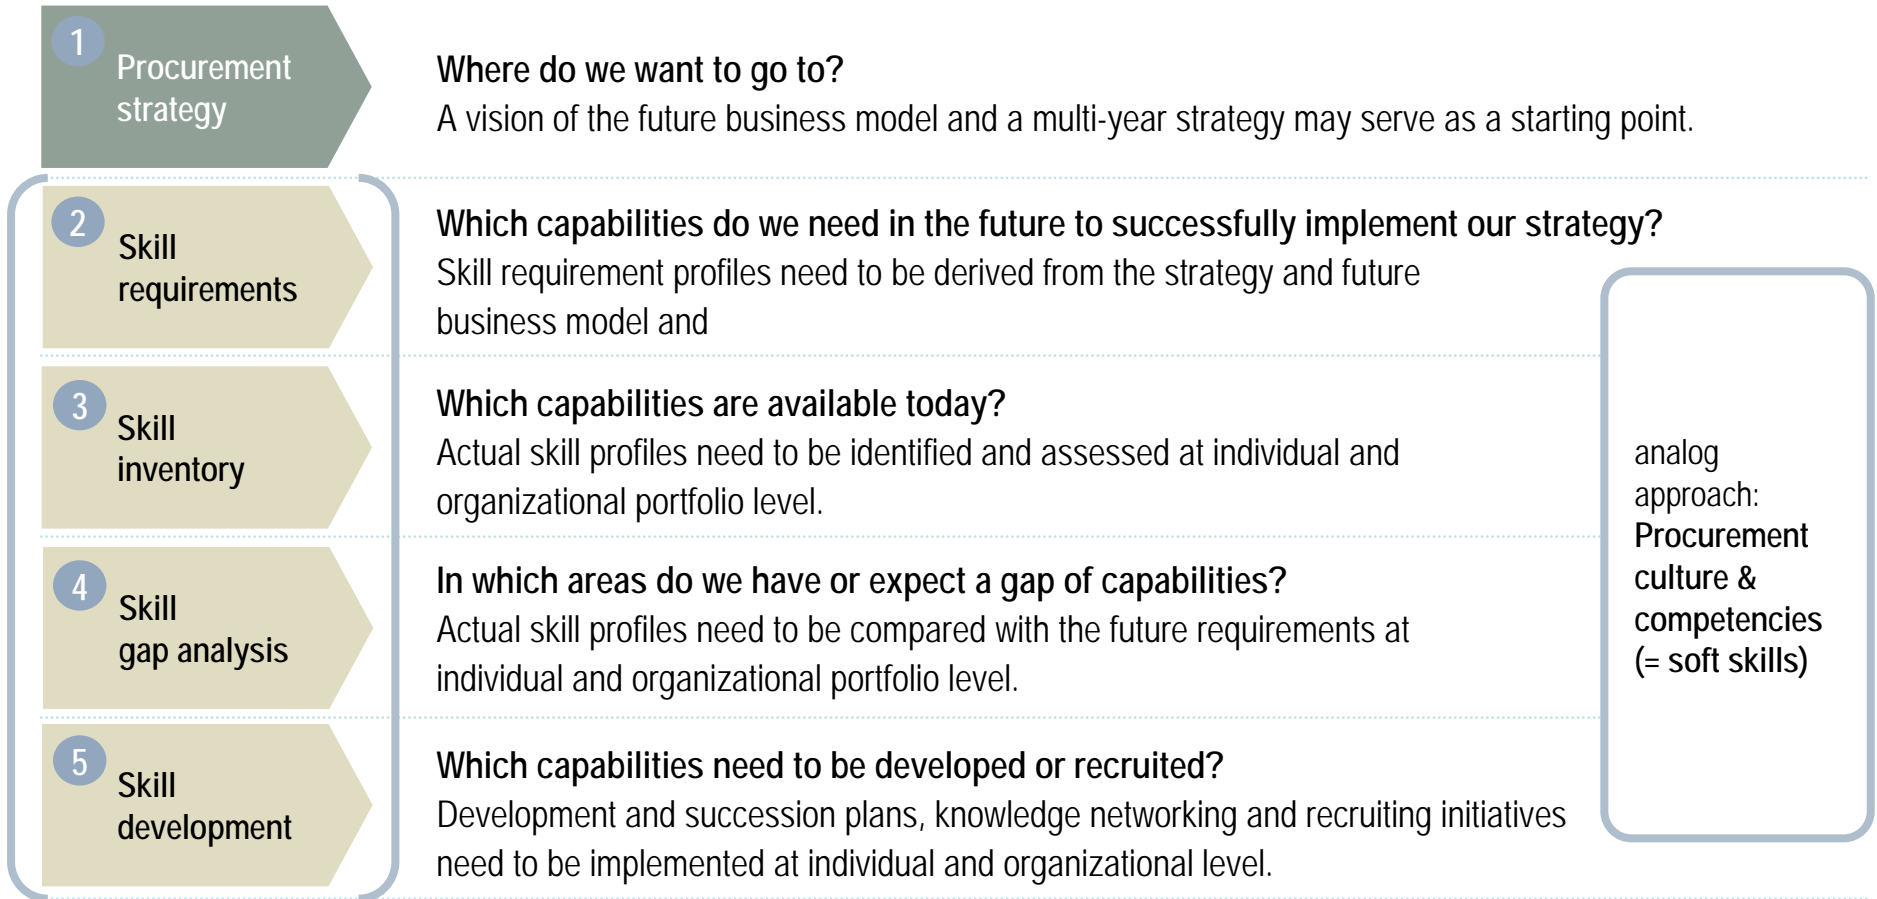 1
Procurement
strategy
Where do we want to go to?
A vision of the future business model and a multi-year strategy may serve as a starting point.
2
Skill
requirements
Which capabilities do we need in the future to successfully implement our strategy?
Skill requirement profiles need to be derived from the strategy and future
business model and
3
Skill
inventory
Which capabilities are available today?
Actual skill profiles need to be identified and assessed at individual and
organizational portfolio level.
4
Skill
gap analysis
In which areas do we have or expect a gap of capabilities?
Actual skill profiles need to be compared with the future requirements at
individual and organizational portfolio level.
5
Skill
development
Which capabilities need to be developed or recruited?
Development and succession plans, knowledge networking and recruiting initiatives
need to be implemented at individual and organizational level.
analog
approach:
Procurement
culture &
competencies
(= soft skills)